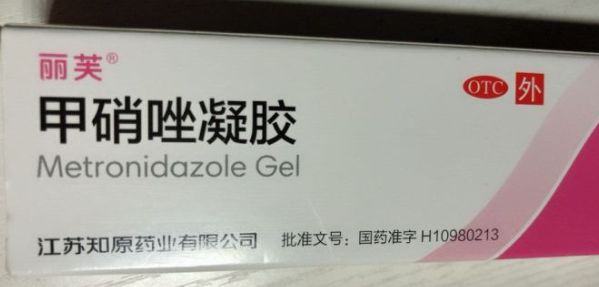 丽芙®
OTC 外
甲硝唑凝胶
Metronidazole Gel
江苏知原药业有限公司 批准文号：国药准字 H10980213